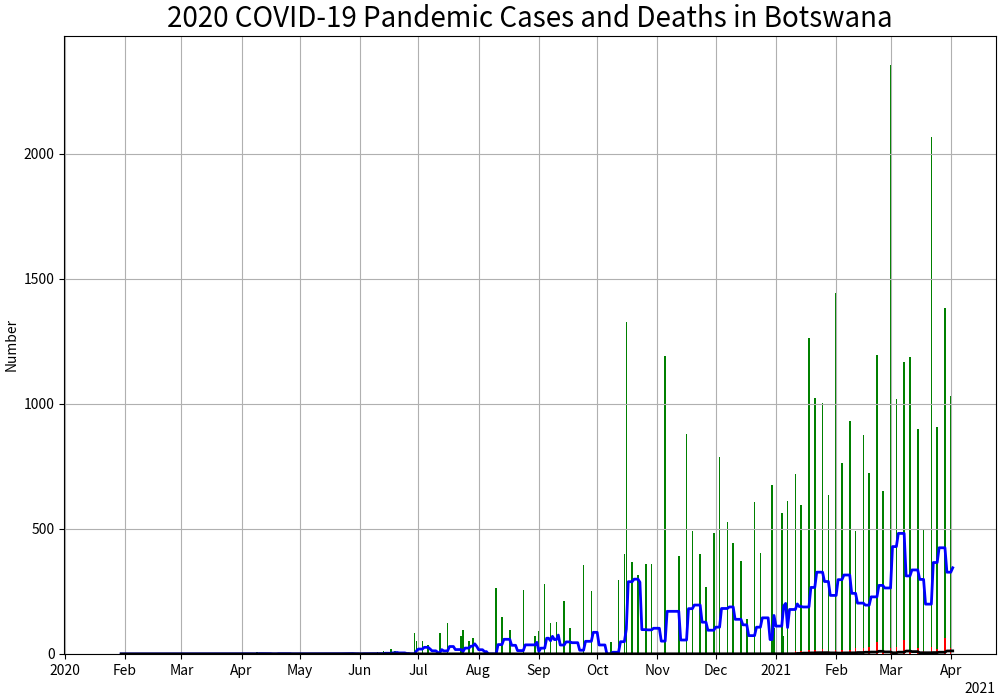 2020 COVID-19 Pandemic Cases and Deaths in Botswana
Number
2000
1500
1000
500
0
2020 Feb Mar Apr May Jun Jul Aug Sep Oct Nov Dec 2021 Feb Mar Apr
2021